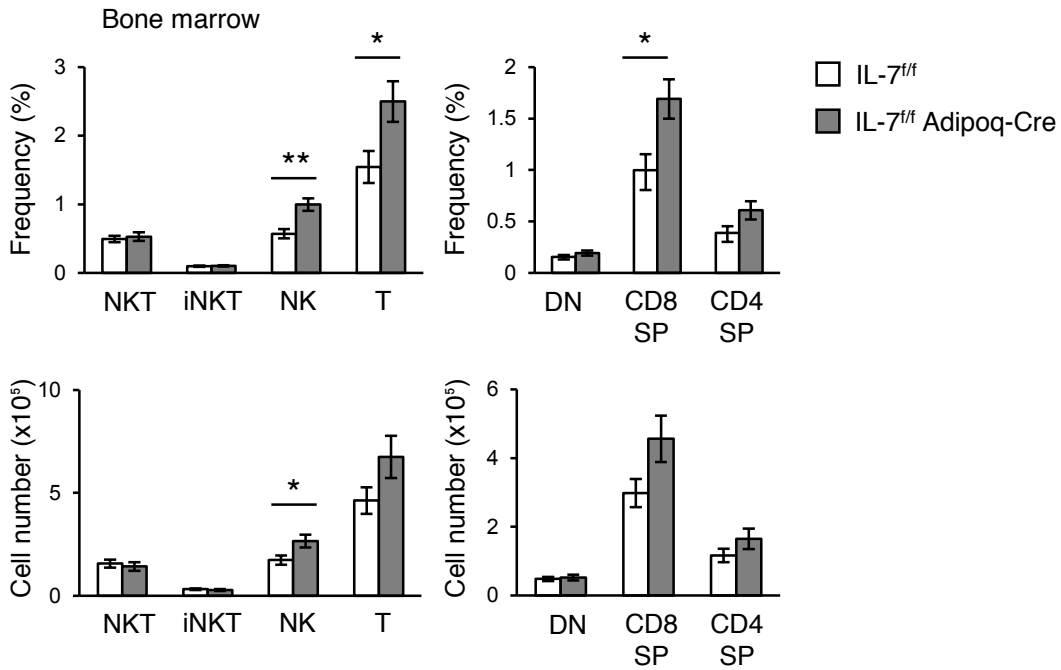 Bone marrow
Frequency (%)
3
2
1
0
*
**
NKT iNKT NK T
Frequency (%)
2
1.5
1
0.5
0
*
DN CD8 SP CD4 SP
IL-7f/f
IL-7f/f Adipoq-Cre
Cell number (x10⁵)
10
5
0
*
NKT iNKT NK T
Cell number (x10⁵)
6
4
2
0
DN CD8 SP CD4 SP